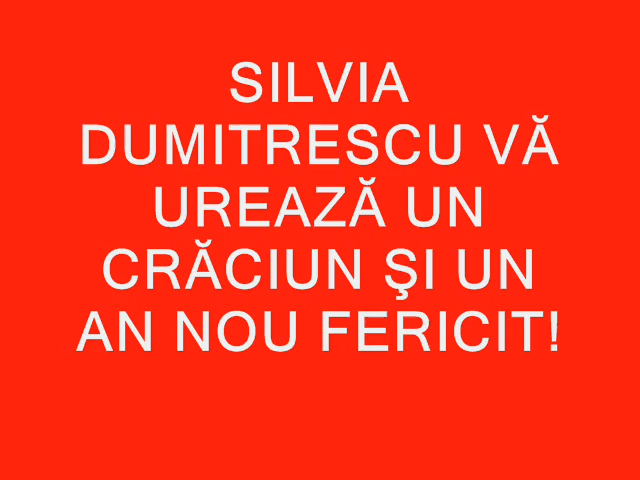 SILVIA
DUMITRESCU VĂ
UREAZĂ UN
CRĂCIUN ŞI UN
AN NOU FERICIT!